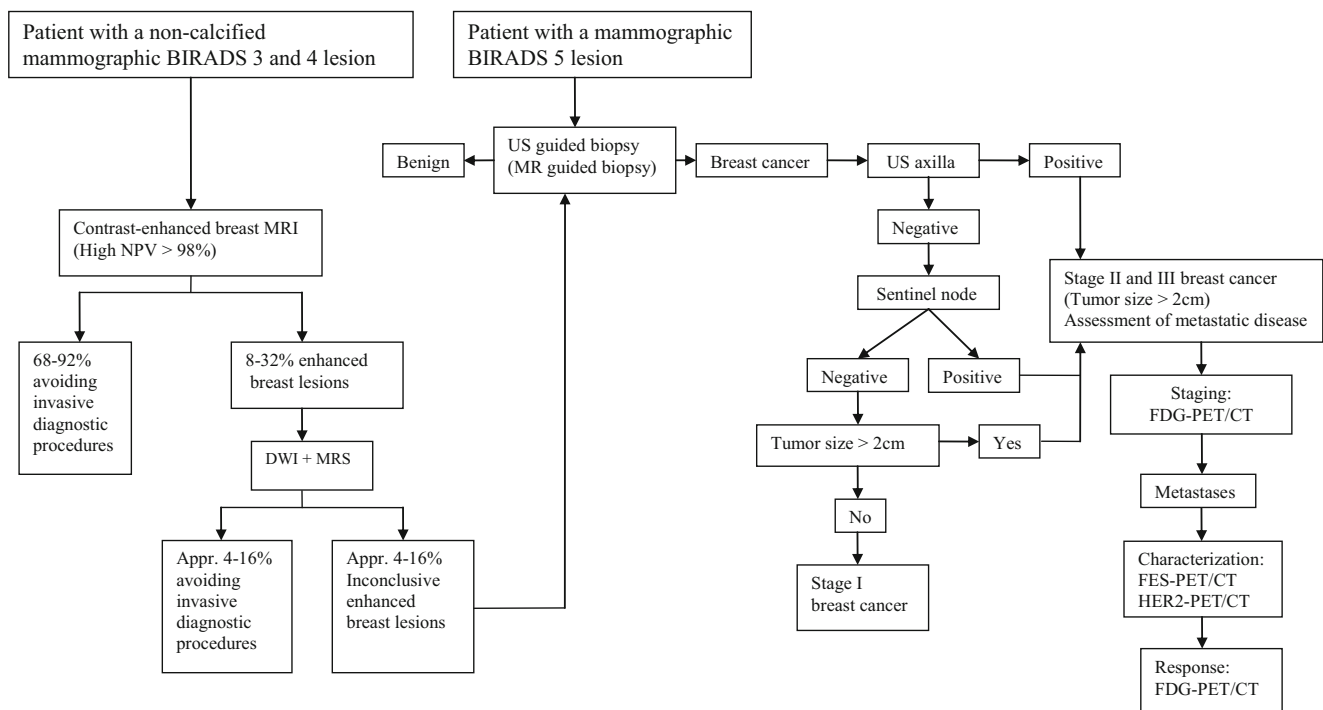 Patient with a non-calcified
mammographic BIRADS 3 and 4 lesion
Patient with a mammographic
BIRADS 5 lesion
Benign
US guided biopsy
(MR guided biopsy)
Breast cancer
US axilla
Positive
Contrast-enhanced breast MRI
(High NPV > 98%)
Negative
Sentinel node
Stage II and III breast cancer
(Tumor size > 2cm)
Assessment of metastatic disease
68-92%
avoiding
invasive
diagnostic
procedures
8-32% enhanced
breast lesions
Negative
Positive
Staging:
FDG-PET/CT
DWI + MRS
Tumor size > 2cm
Yes
Metastases
No
Appr. 4-16%
avoiding
invasive
diagnostic
procedures
Appr. 4-16%
Inconclusive
enhanced
breast lesions
Stage I
breast cancer
Characterization:
FES-PET/CT
HER2-PET/CT
Response:
FDG-PET/CT